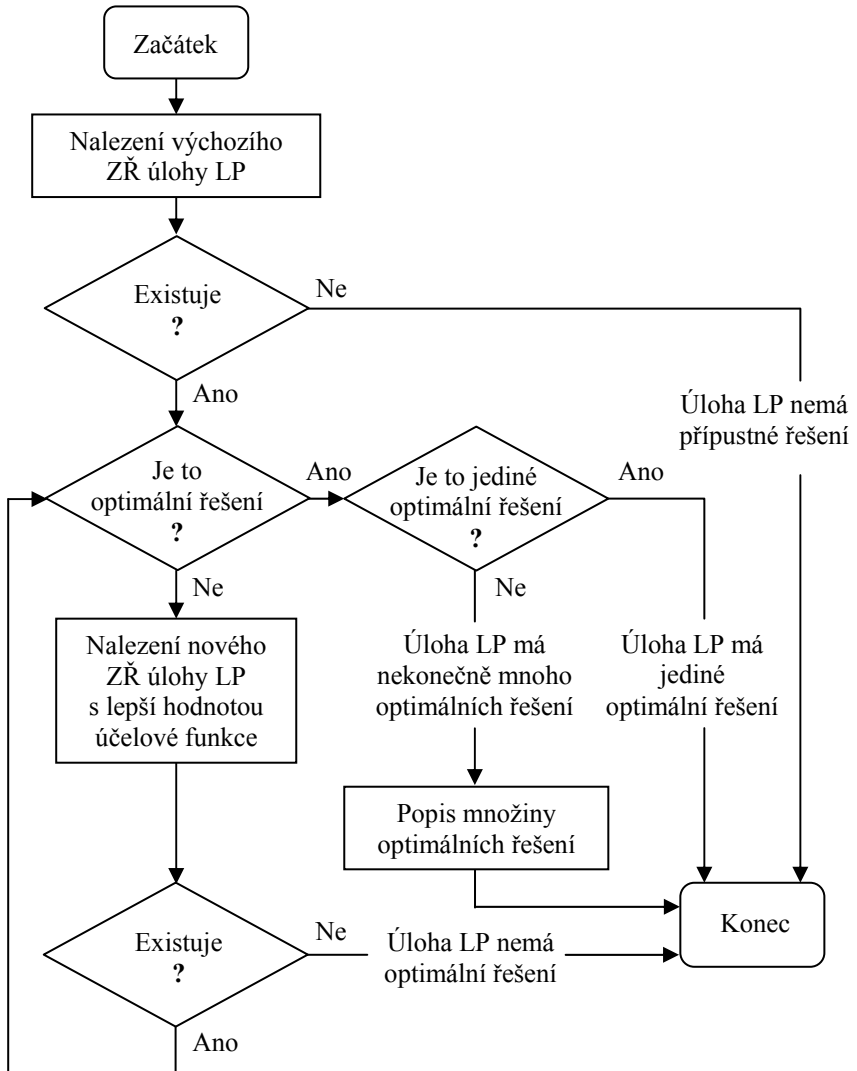 Začátek
Nalezení výchozího
ZŘ úlohy LP
Existuje
?
Ne
Ano
Úloha LP nemá
přípustné řešení
Je to
optimální řešení
?
Ano
Je to jediné
optimální řešení
?
Ano
Ne
Ne
Nalezení nového
ZŘ úlohy LP
s lepší hodnotou
účelové funkce
Úloha LP má
nekonečně mnoho
optimálních řešení
Úloha LP má
jediné
optimální řešení
Popis množiny
optimálních řešení
Existuje
?
Ne
Úloha LP nemá
optimální řešení
Konec
Ano